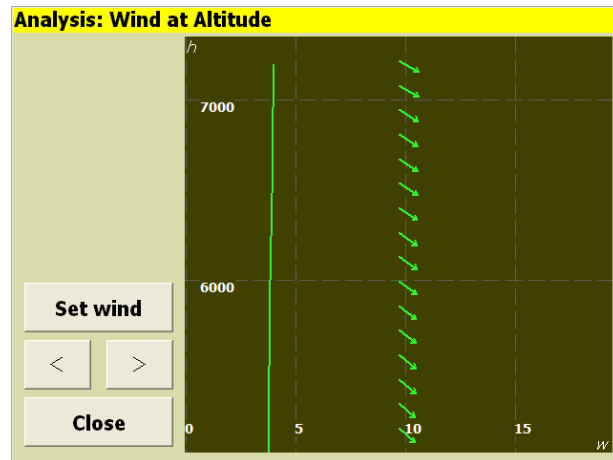 Analysis: Wind at Altitude
h
7000
6000
Set wind
< >
Close
0 5 10 15
w